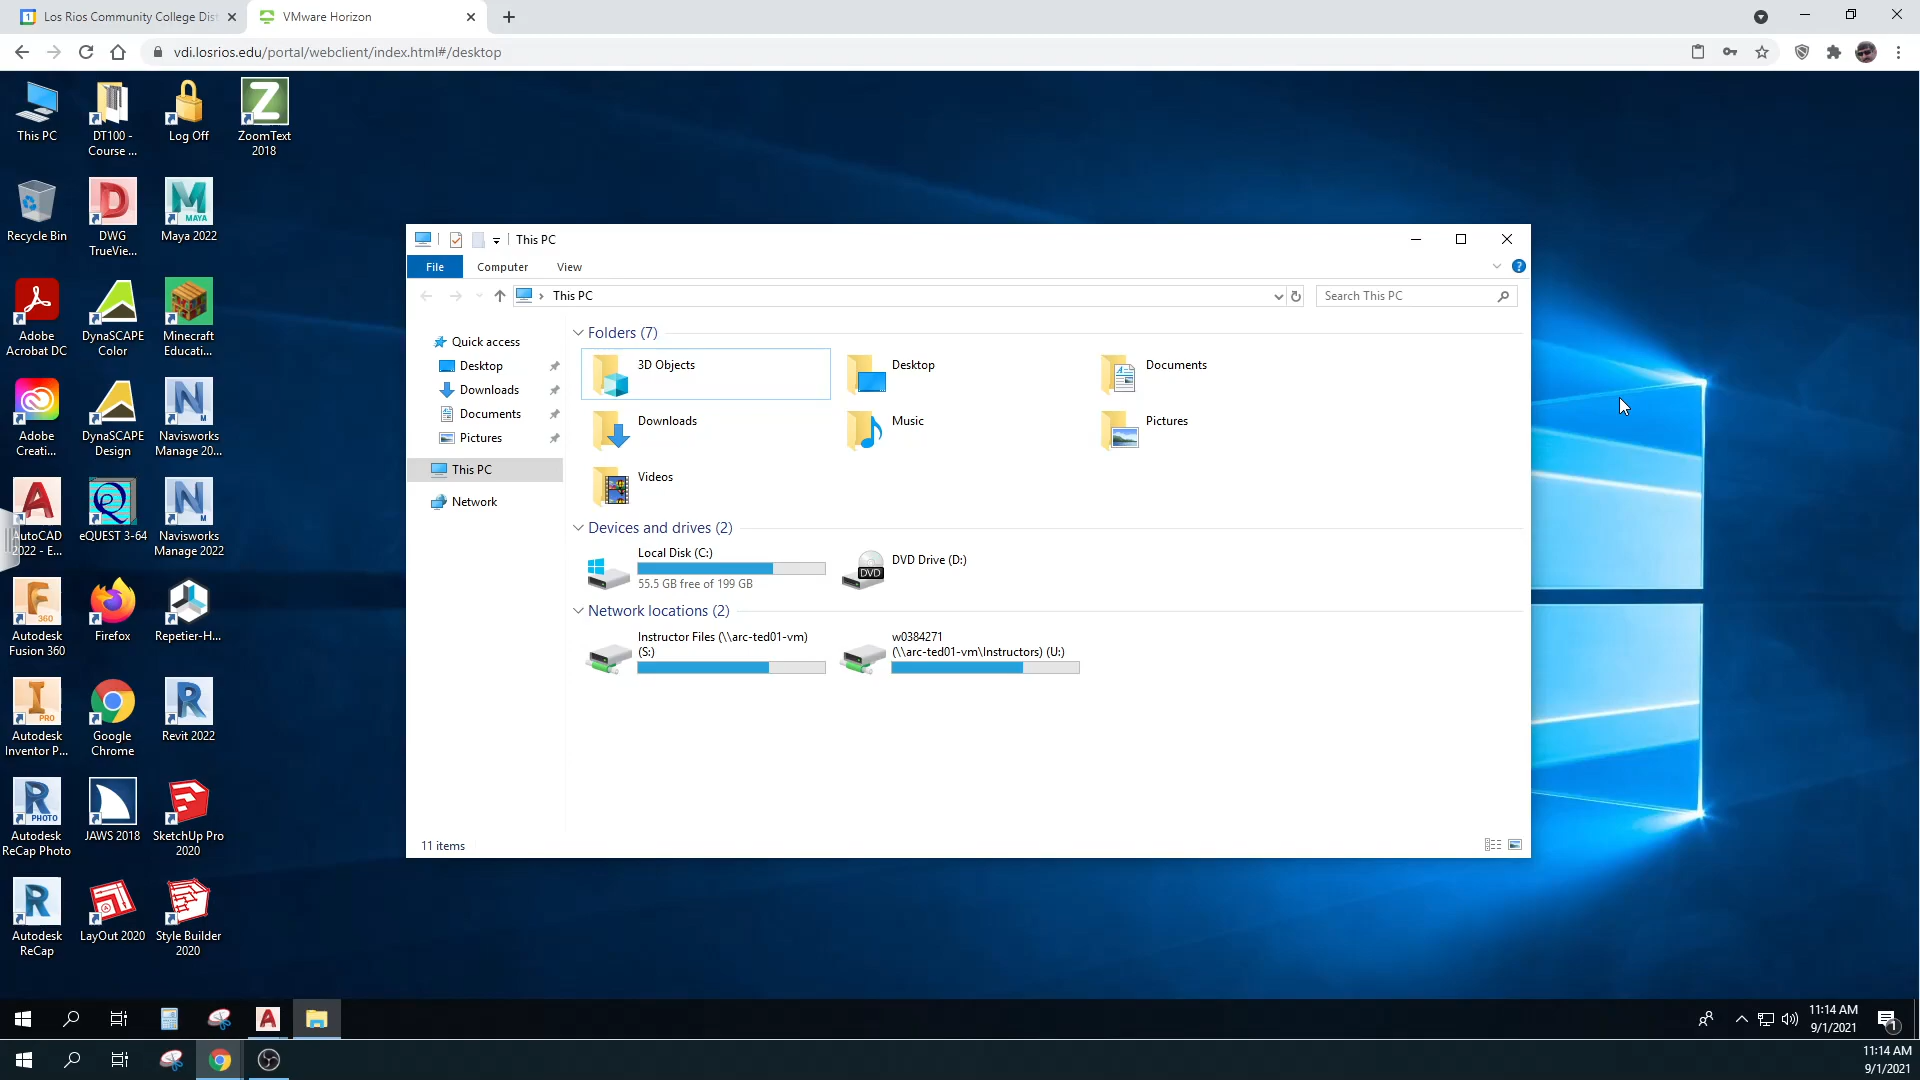 Los Rios Community College Dist
VMware Horizon
vdi.losrios.edu/portal/webclient/index.html#/desktop
This PC
DT100 -
Course ...
Log Off
ZoomText
2018
Recycle Bin
DWG
TrueVie...
MAYA
Maya 2022
Adobe
Acrobat DC
DynaSCAPE
Color
Minecraft
Educati...
Adobe
Creati...
DynaSCAPE
Design
Navisworks
Manage 20...
AutoCAD
2022 - E...
eQUEST 3-64
Navisworks
Manage 2022
360
Autodesk
Fusion 360
Firefox
Repetier-H...
PRO
Autodesk
Inventor P...
Google
Chrome
Revit 2022
PHOTO
Autodesk
ReCap Photo
JAWS 2018
SketchUp Pro
2020
Autodesk
ReCap
LayOut 2020
Style Builder
2020
This PC
File
Computer
View
This PC
Search This PC
Quick access
Desktop
Downloads
Documents
Pictures
This PC
Network
Folders (7)
3D Objects
Desktop
Documents
Downloads
Music
Pictures
Videos
Devices and drives (2)
Local Disk (C:)
55.5 GB free of 199 GB
DVD
DVD Drive (D:)
Network locations (2)
Instructor Files (\\arc-ted01-vm)
(S:)
w0384271
(\\arc-ted01-vm\Instructors) (U:)
11 items
11:14 AM
9/1/2021
1
11:14 AM
9/1/2021